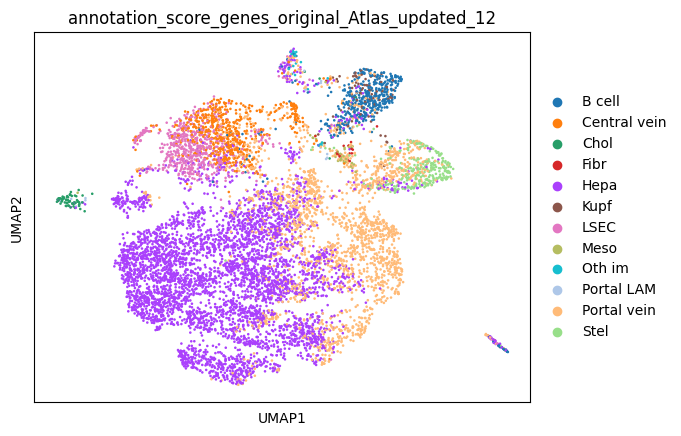 annotation_score_genes_original_Atlas_updated_12
UMAP2
UMAP1
B cell
Central vein
Chol
Fibr
Hepa
Kupf
LSEC
Meso
Oth im
Portal LAM
Portal vein
Stel